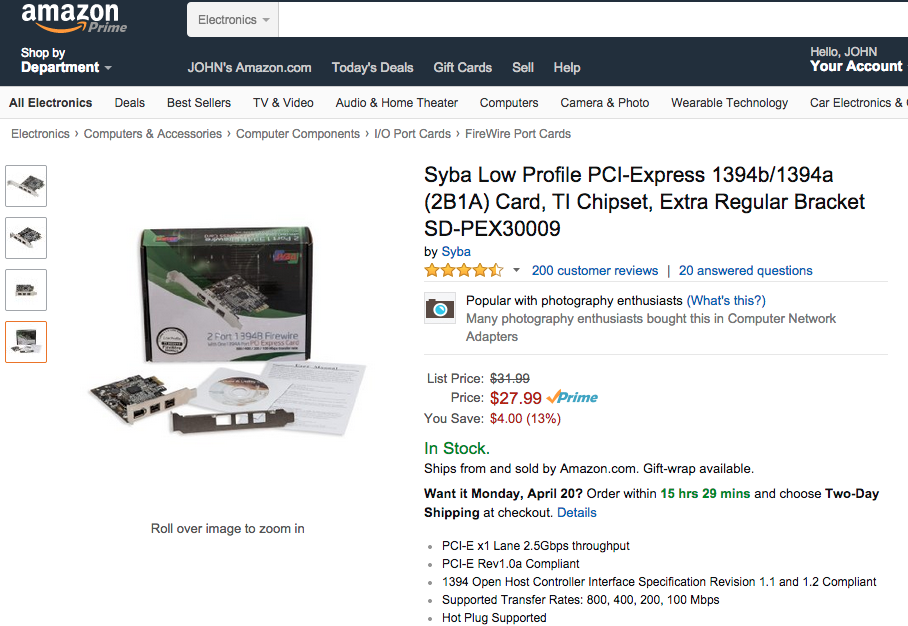 amazon
Prime
Electronics
Shop by
Department
JOHN's Amazon.com Today's Deals Gift Cards Sell Help
Hello, JOHN
Your Account
All Electronics Deals Best Sellers TV & Video Audio & Home Theater Computers Camera & Photo Wearable Technology Car Electronics &
Electronics › Computers & Accessories › Computer Components › I/O Port Cards › FireWire Port Cards
2 Port 1394B Firewire
PCI Express Card
User Manual
Roll over image to zoom in
Syba Low Profile PCI-Express 1394b/1394a
(2B1A) Card, TI Chipset, Extra Regular Bracket
SD-PEX30009
by Syba
200 customer reviews | 20 answered questions
Popular with photography enthusiasts (What's this?)
Many photography enthusiasts bought this in Computer Network
Adapters
List Price: $31.99
Price: $27.99 Prime
You Save: $4.00 (13%)
In Stock.
Ships from and sold by Amazon.com. Gift-wrap available.
Want it Monday, April 20? Order within 15 hrs 29 mins and choose Two-Day
Shipping at checkout. Details
• PCI-E x1 Lane 2.5Gbps throughput
• PCI-E Rev1.0a Compliant
• 1394 Open Host Controller Interface Specification Revision 1.1 and 1.2 Compliant
• Supported Transfer Rates: 800, 400, 200, 100 Mbps
• Hot Plug Supported